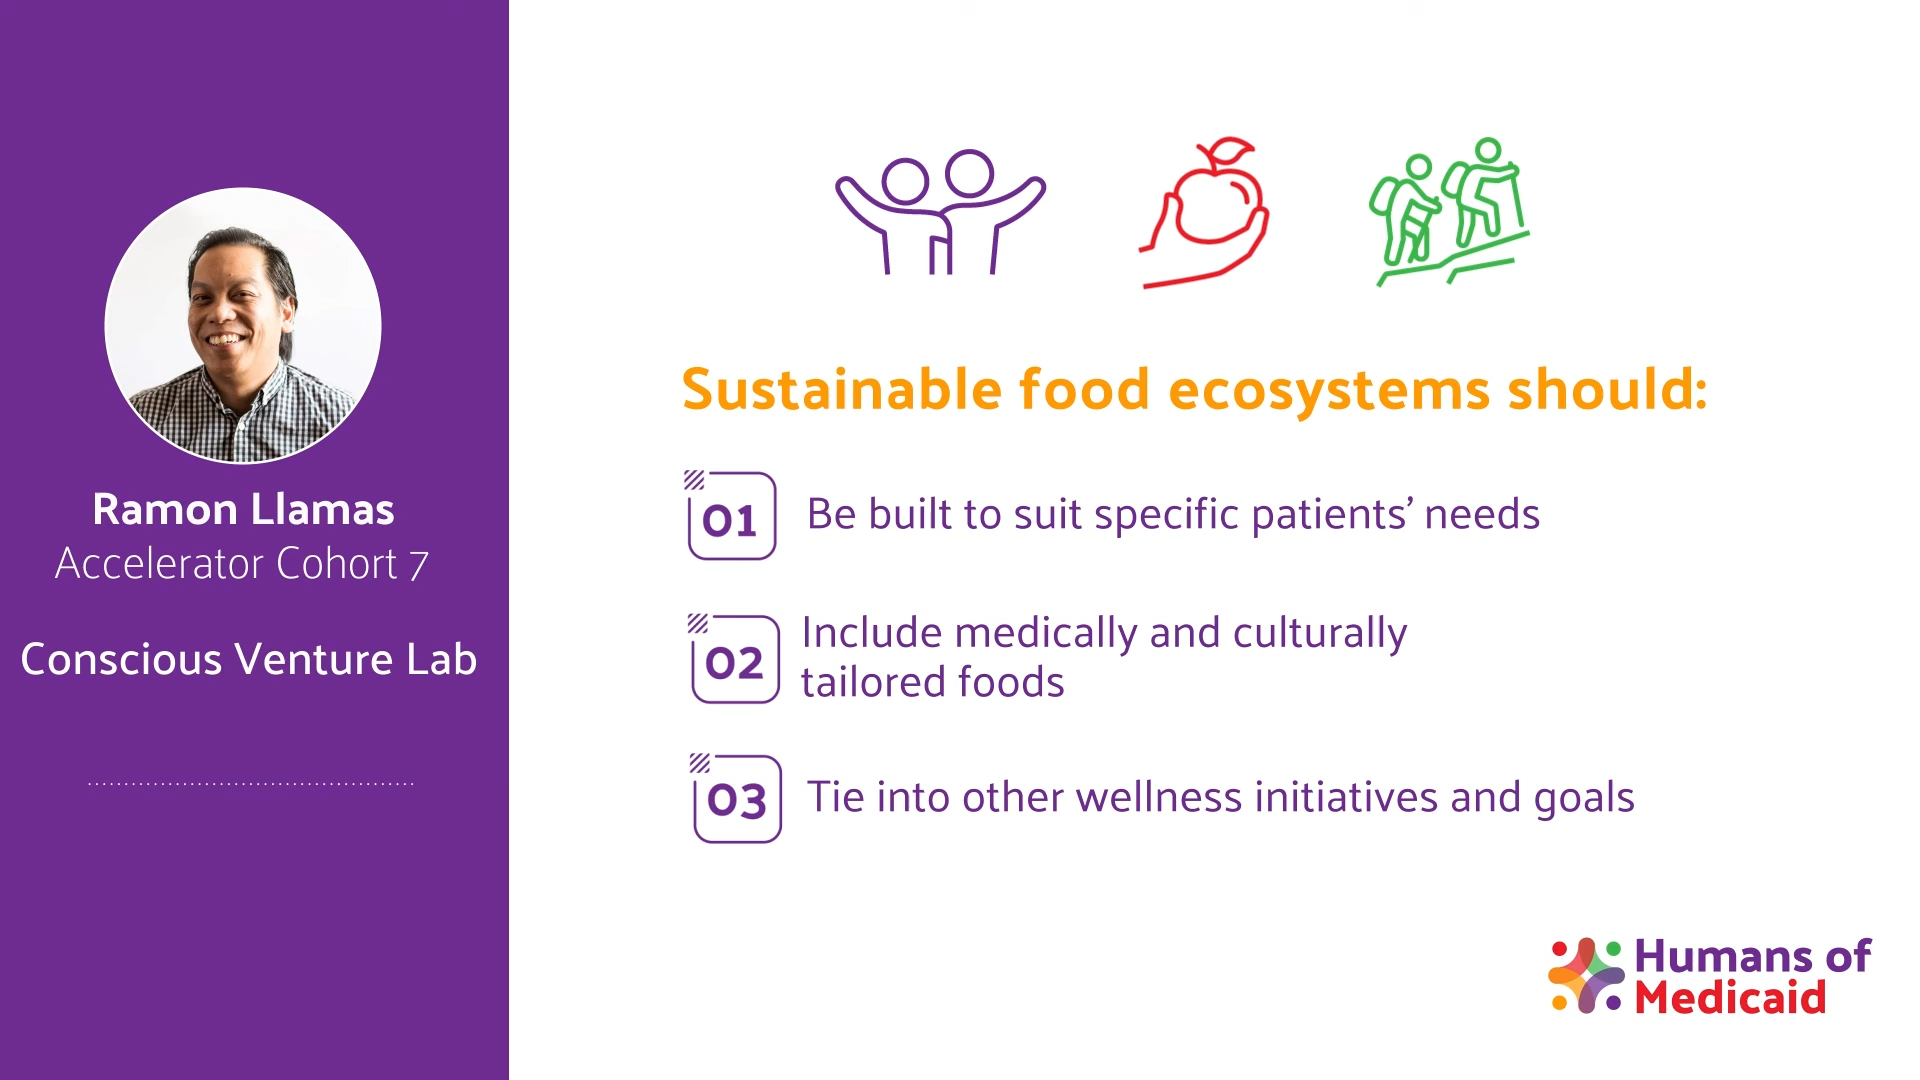 Ramon Llamas
Accelerator Cohort 7
Conscious Venture Lab
Sustainable food ecosystems should:
01
Be built to suit specific patients’ needs
02
Include medically and culturally
tailored foods
03
Tie into other wellness initiatives and goals
Humans of
Medicaid